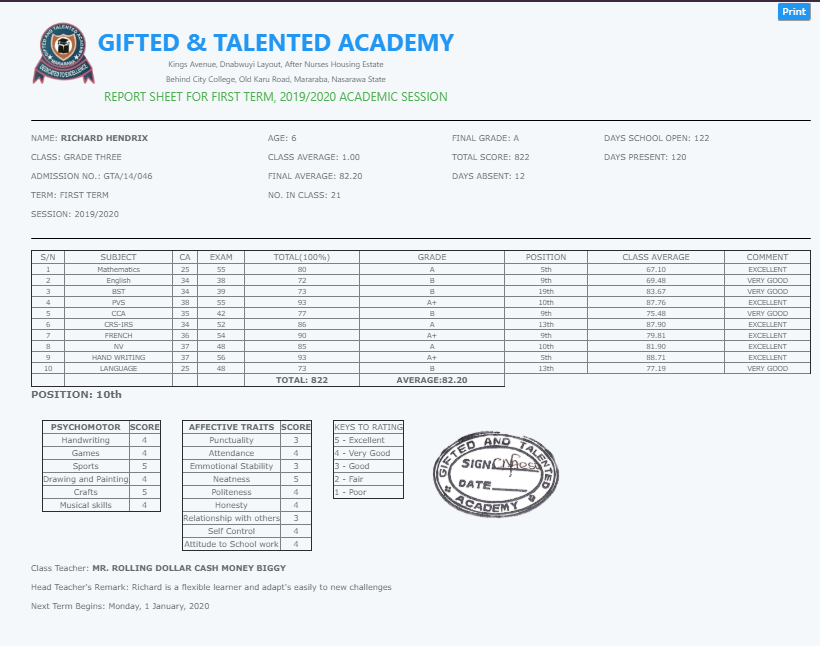 Print
GIFTED & TALENTED ACADEMY
Kings Avenue, Dnabwuyi Layout, After Nurses Housing Estate
Behind City College, Old Karu Road, Mararaba, Nasarawa State
REPORT SHEET FOR FIRST TERM, 2019/2020 ACADEMIC SESSION
NAME: RICHARD HENDRIX AGE: 6 FINAL GRADE: A DAYS SCHOOL OPEN: 122
CLASS: GRADE THREE CLASS AVERAGE: 1.00 TOTAL SCORE: 822 DAYS PRESENT: 120
ADMISSION NO.: GTA/14/046 FINAL AVERAGE: 82.20 DAYS ABSENT: 12
TERM: FIRST TERM NO. IN CLASS: 21
SESSION: 2019/2020
S/N SUBJECT CA EXAM TOTAL(100%) GRADE POSITION CLASS AVERAGE COMMENT
1 Mathematics 25 55 80 A 5th 67.10 EXCELLENT
2 English 34 38 72 B 9th 69.48 VERY GOOD
3 BST 34 39 73 B 19th 83.67 VERY GOOD
4 PVS 38 55 93 A+ 10th 87.76 EXCELLENT
5 CCA 35 42 77 B 9th 75.48 VERY GOOD
6 CRS-IRS 34 52 86 A 13th 87.90 EXCELLENT
7 FRENCH 36 54 90 A+ 9th 79.81 EXCELLENT
8 NV 37 48 85 A 10th 81.90 EXCELLENT
9 HAND WRITING 37 56 93 A+ 5th 88.71 EXCELLENT
10 LANGUAGE 25 48 73 B 13th 77.19 VERY GOOD
TOTAL: 822 AVERAGE:82.20
POSITION: 10th
PSYCHOMOTOR SCORE
Handwriting 4
Games 4
Sports 5
Drawing and Painting 4
Crafts 5
Musical skills 4
AFFECTIVE TRAITS SCORE
Punctuality 3
Attendance 4
Emmotional Stability 3
Neatness 5
Politeness 4
Honesty 4
Relationship with others 3
Self Control 4
Attitude to School work 4
KEYS TO RATING
5 - Excellent
4 - Very Good
3 - Good
2 - Fair
1 - Poor
GIFTED AND TALENTED
SIGN
DATE
ACADEMY
Class Teacher: MR. ROLLING DOLLAR CASH MONEY BIGGY
Head Teacher's Remark: Richard is a flexible learner and adapt's easily to new challenges
Next Term Begins: Monday, 1 January, 2020